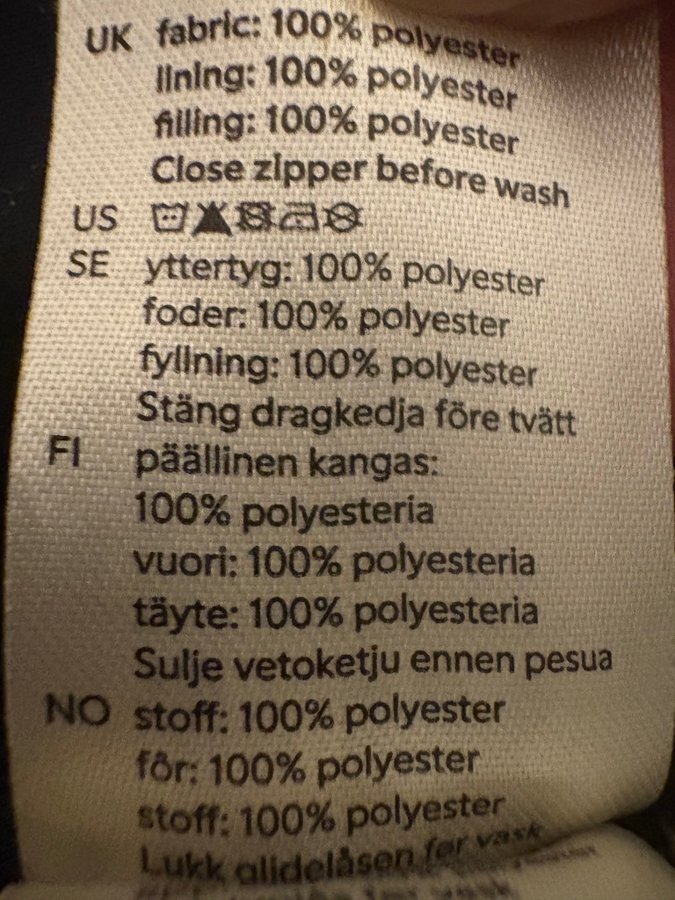 UK fabric: 100% polyester
lining: 100% polyester
filling: 100% polyester
Close zipper before wash
US
SE yttertyg: 100% polyester
foder: 100% polyester
fyllning: 100% polyester
Stäng dragkedja före tvätt
FI päällinen kangas:
100% polyesteria
vuori: 100% polyesteria
täyte: 100% polyesteria
Sulje vetoketju ennen pesua
NO stoff: 100% polyester
fôr: 100% polyester
stoff: 100% polyester
Lukk glidelåsen før vask